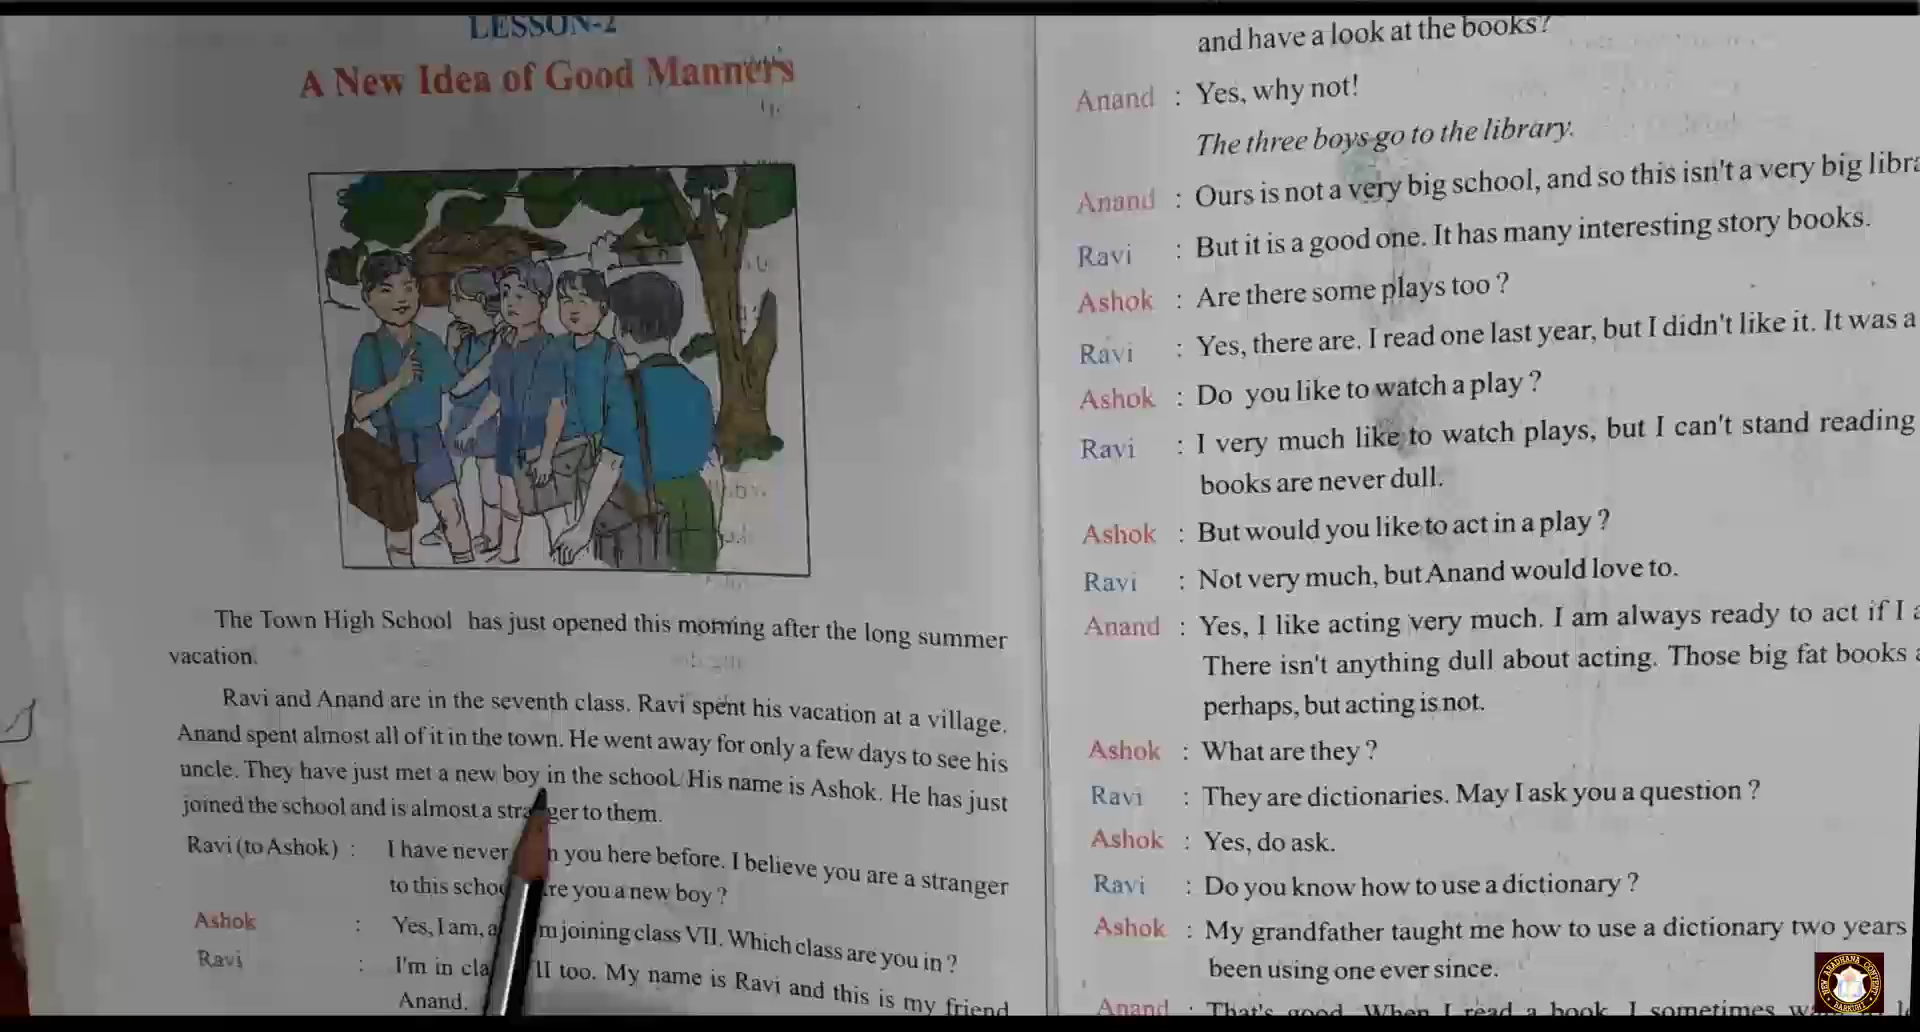 LESSON-2
A New Idea of Good Manners
The Town High School has just opened this morning after the long summer
vacation.
Ravi and Anand are in the seventh class. Ravi spent his vacation at a village.
Anand spent almost all of it in the town. He went away for only a few days to see his
uncle. They have just met a new boy in the school. His name is Ashok. He has just
joined the school and is almost a stranger to them.
Ravi (to Ashok) : I have never you here before. I believe you are a stranger
to this you a new boy ?
Ashok : Yes, I am, joining class VII. Which class are you in ?
Ravi : I'm in too. My name is Ravi and this is my friend
Anand.
and have a look at the books?
Anand : Yes, why not!
The three boys go to the library.
Anand : Ours is not a very big school, and so this isn't a very big
Ravi : But it is a good one. It has many interesting story books.
Ashok : Are there some plays too ?
Ravi : Yes, there are. I read one last year, but I didn't like it. It was a
Ashok : Do you like to watch a play ?
Ravi : I very much like to watch plays, but I can't stand reading
books are never dull.
Ashok : But would you like to act in a play ?
Ravi : Not very much, but Anand would love to.
Anand : Yes, I like acting very much. I am always ready to act if I
There isn't anything dull about acting. Those big fat books
perhaps, but acting is not.
Ashok : What are they ?
Ravi : They are dictionaries. May I ask you a question ?
Ashok : Yes, do ask.
Ravi : Do you know how to use a dictionary ?
Ashok : My grandfather taught me how to use a dictionary two years
been using one ever since.
Anand : That's good. When I read a book, I sometimes
NEW ARADHANA CONVENT
BARKUHI